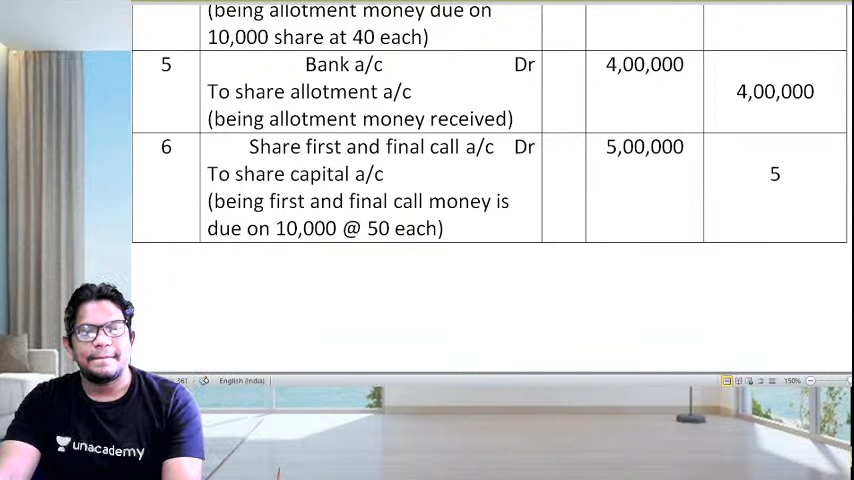 (being allotment money due on
10,000 share at 40 each)
5 Bank a/c Dr 4,00,000
To share allotment a/c 4,00,000
(being allotment money received)
6 Share first and final call a/c Dr 5,00,000
To share capital a/c 5
(being first and final call money is
due on 10,000 @ 50 each)
361 English (India) 150%
unacademy